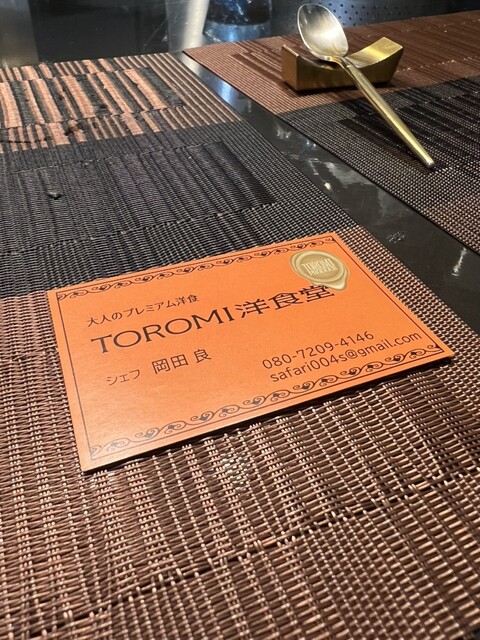 大人のプレミアム洋食
TOROMI洋食堂
TOROMI
シェフ 岡田 良
080-7209-4146
safari004s@gmail.com